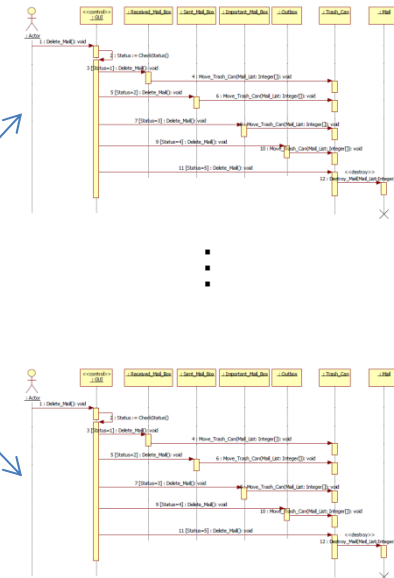 <<control>>
: GUI
: Received_Mail_Box
: Sent_Mail_Box
: Important_Mail_Box
: Outbox
: Trash_Can
: Mail
: Actor
1 : Delete_Mail() : void
2 : Status := CheckStatus()
3 [Status=1] : Delete_Mail() : void
4 : Move_Trash_Can(Mail_List: Integer[]): void
5 [Status=2] : Delete_Mail() : void
6 : Move_Trash_Can(Mail_List: Integer[]): void
7 [Status=3] : Delete_Mail() : void
Move_Trash_Can(Mail_List: Integer[]): void
9 [Status=4] : Delete_Mail() : void
10 : Move_Trash_Can(Mail_List: Integer[]): void
11 [Status=5] : Delete_Mail() : void
<<destroy>>
12 : Destroy_Mail(Mail_List:Integer
<<control>>
: GUI
: Received_Mail_Box
: Sent_Mail_Box
: Important_Mail_Box
: Outbox
: Trash_Can
: Mail
: Actor
1 : Delete_Mail() : void
2 : Status := CheckStatus()
3 [Status=1] : Delete_Mail() : void
4 : Move_Trash_Can(Mail_List: Integer[]): void
5 [Status=2] : Delete_Mail() : void
6 : Move_Trash_Can(Mail_List: Integer[]): void
7 [Status=3] : Delete_Mail() : void
Move_Trash_Can(Mail_List: Integer[]): void
9 [Status=4] : Delete_Mail() : void
10 : Move_Trash_Can(Mail_List: Integer[]): void
11 [Status=5] : Delete_Mail() : void
<<destroy>>
12 : Destroy_Mail(Mail_List:Integer